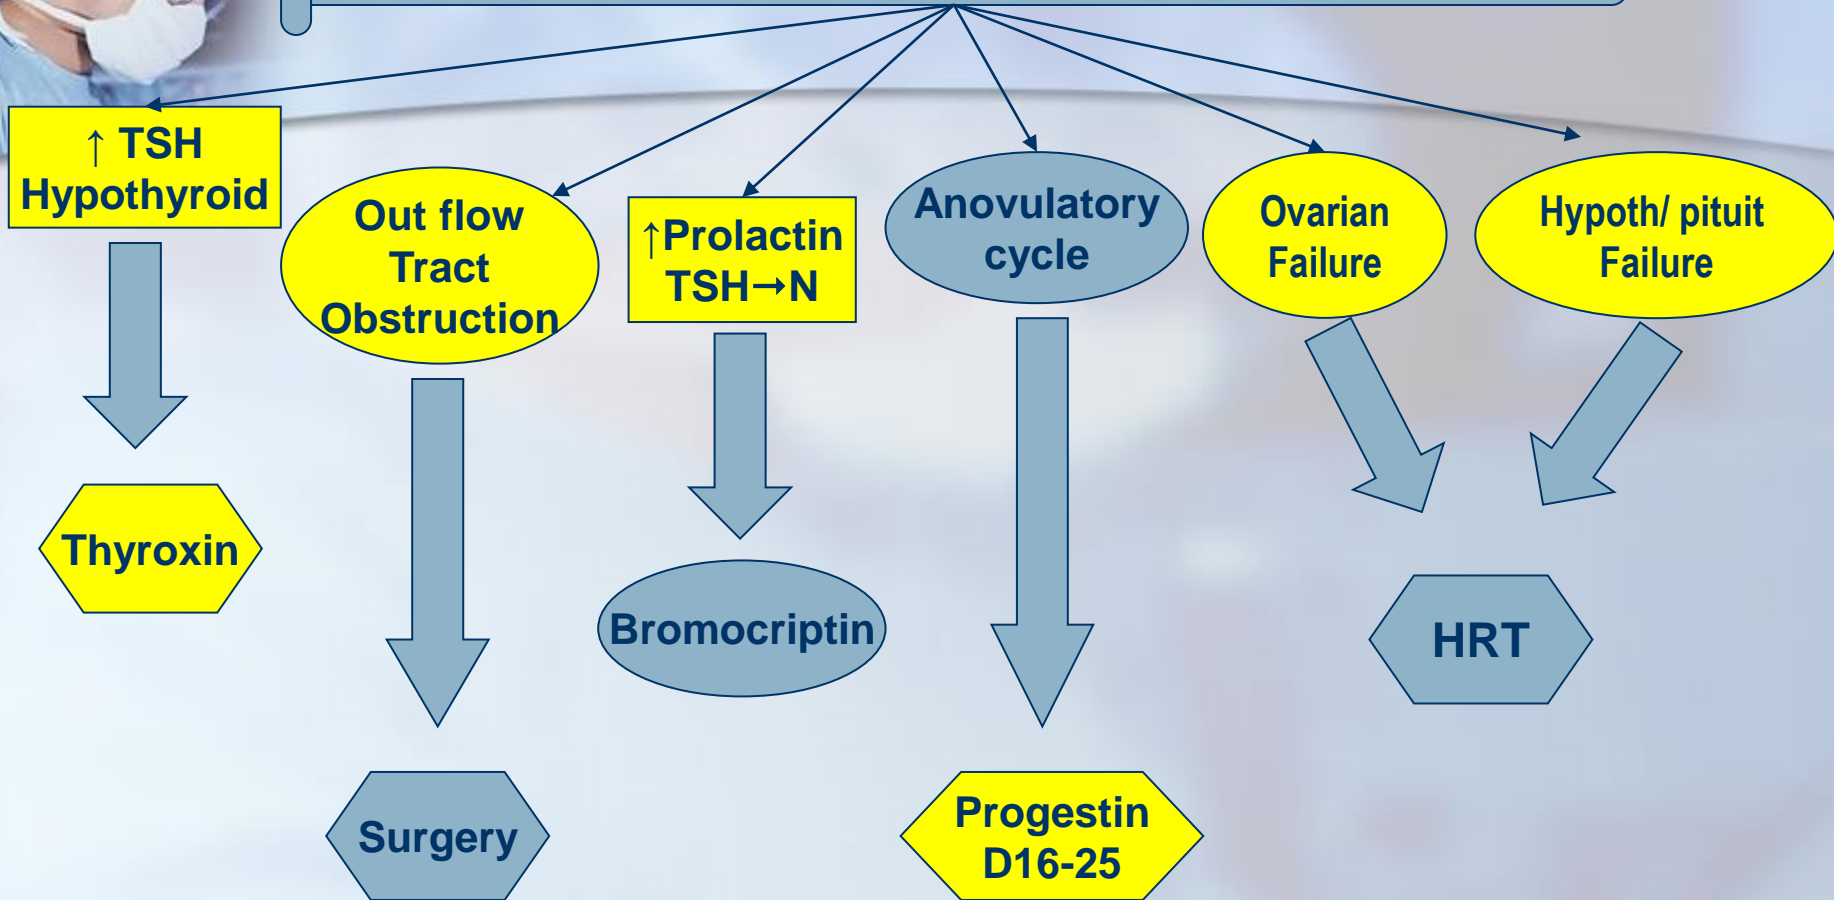 ↑ TSH
Hypothyroid
Out flow
Tract
Obstruction
↑Prolactin
TSH→N
Anovulatory
cycle
Ovarian
Failure
Hypoth/ pituit
Failure
Thyroxin
Bromocriptin
HRT
Surgery
Progestin
D16-25